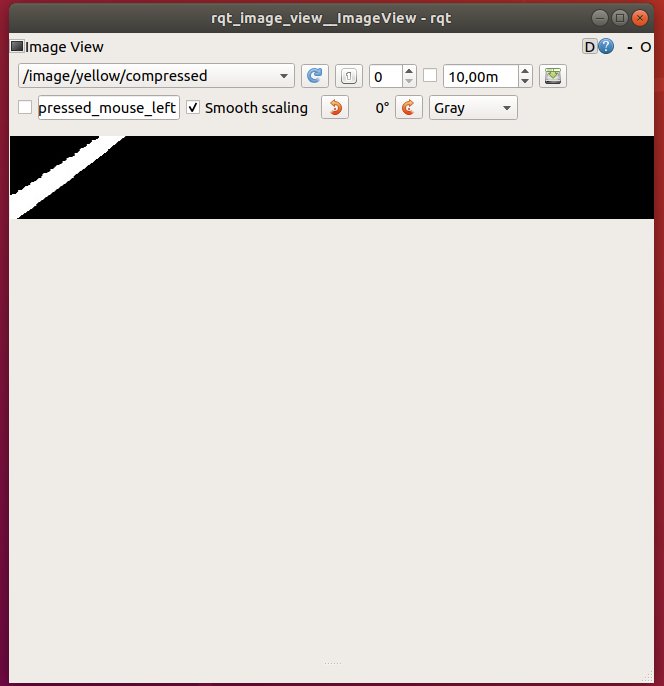 rqt_image_view__ImageView - rqt
Image View D ? - O
/image/yellow/compressed 0 10,00m
pressed_mouse_left Smooth scaling 0° Gray